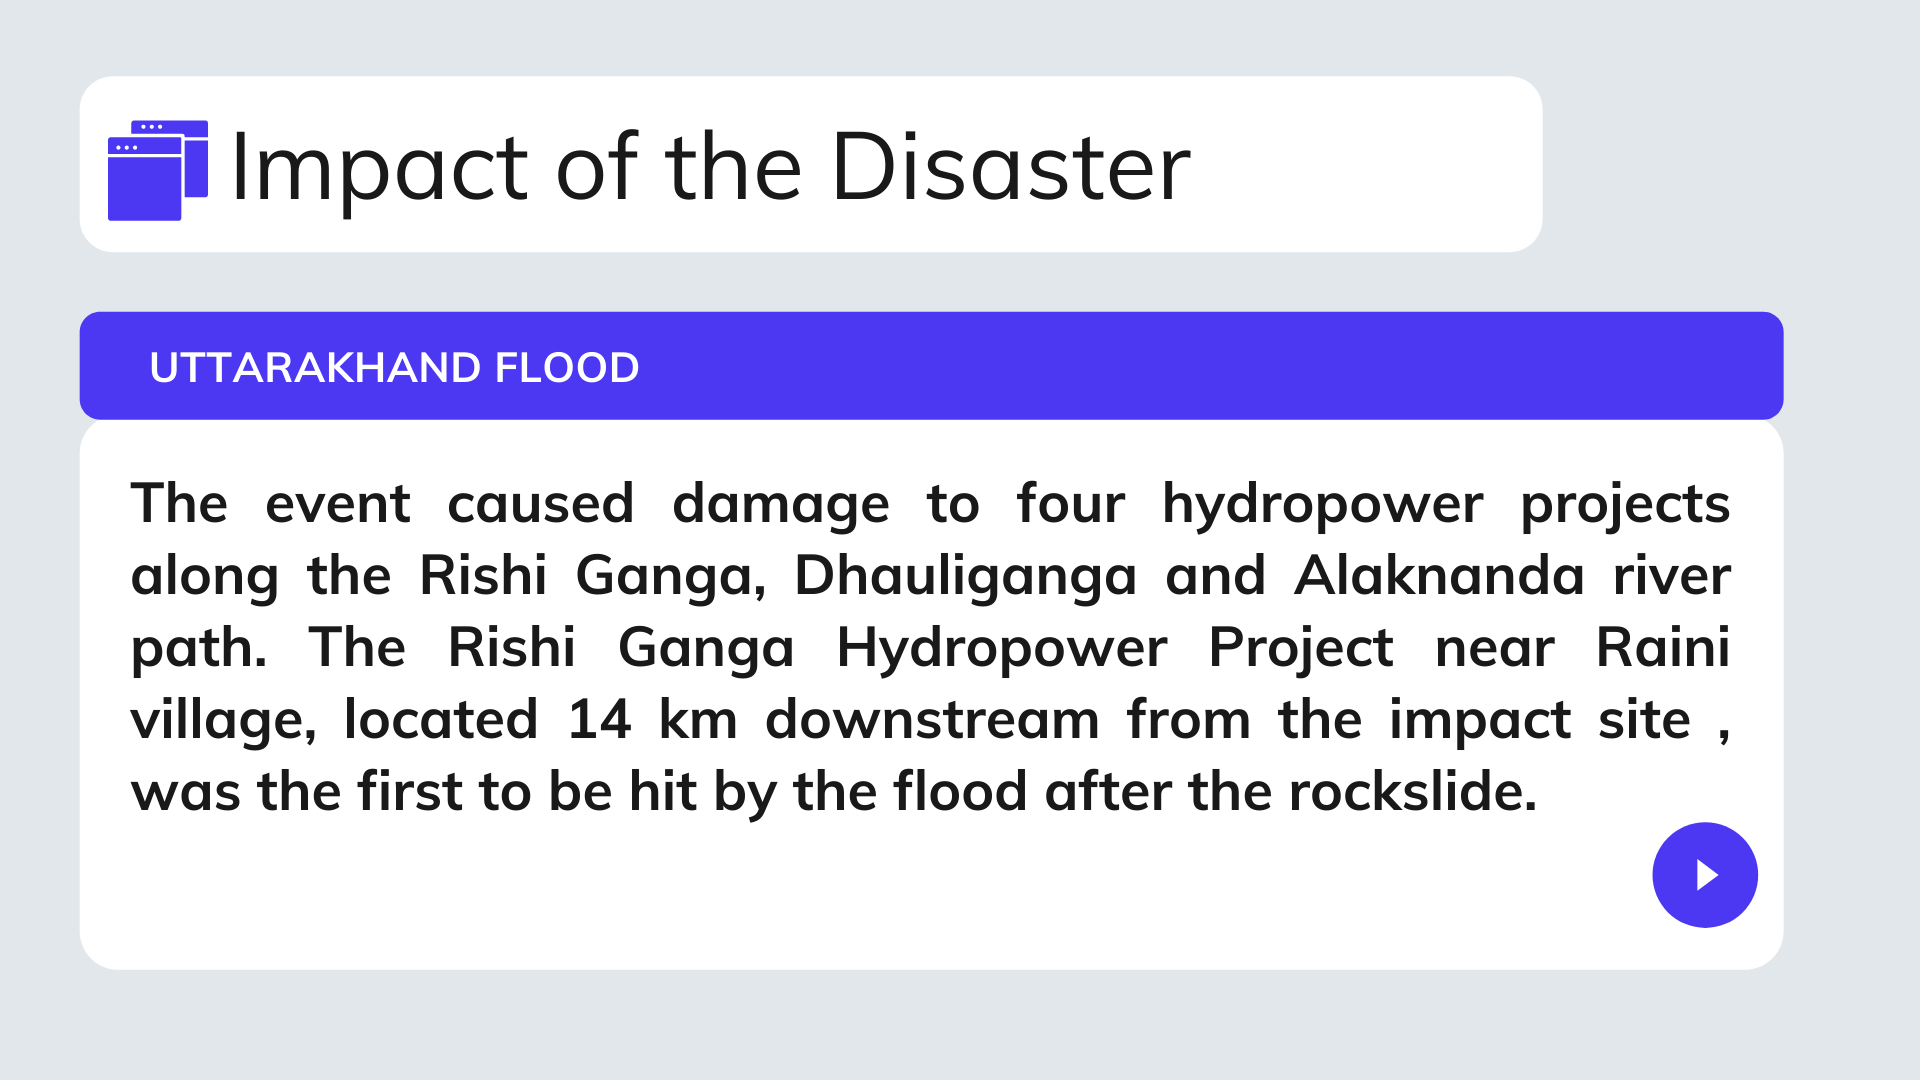 Impact of the Disaster
UTTARAKHAND FLOOD
The event caused damage to four hydropower projects
along the Rishi Ganga, Dhauliganga and Alaknanda river
path. The Rishi Ganga Hydropower Project near Raini
village, located 14 km downstream from the impact site ,
was the first to be hit by the flood after the rockslide.